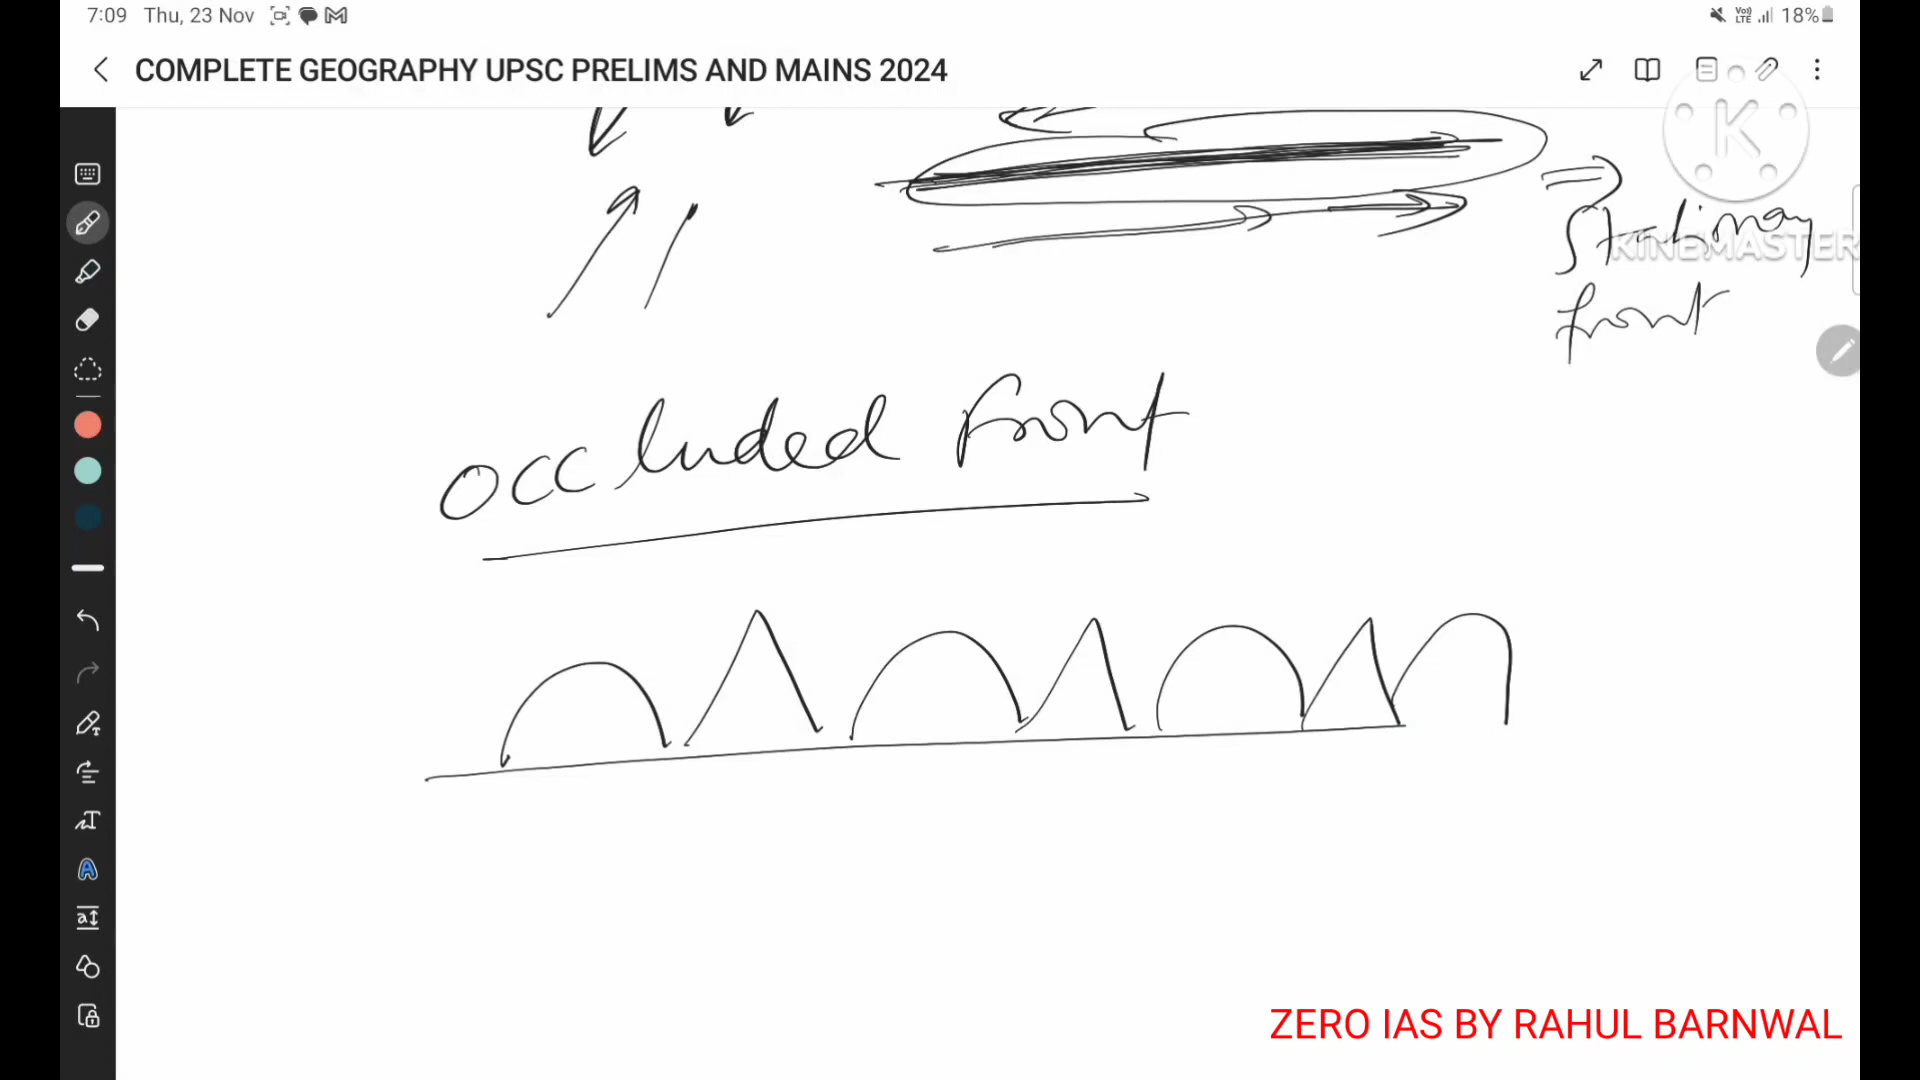 7:09 Thu, 23 Nov 18%
COMPLETE GEOGRAPHY UPSC PRELIMS AND MAINS 2024
K
KINEMASTER
stationary
front
occluded front
ZERO IAS BY RAHUL BARNWAL